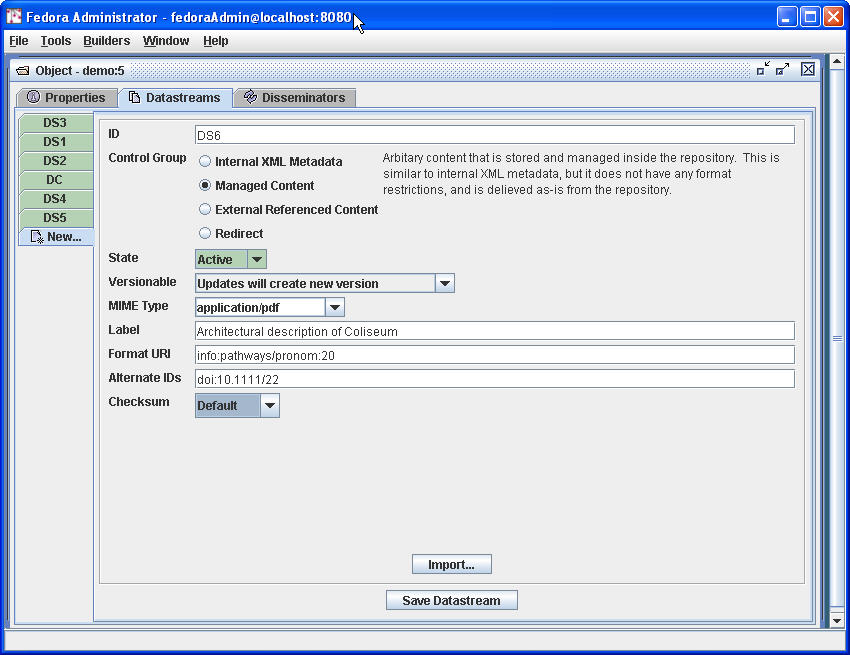 Fedora Administrator - fedoraAdmin@localhost:8080
File Tools Builders Window Help
Object - demo:5
Properties Datastreams Disseminators
DS3
DS1
DS2
DC
DS4
DS5
New...
ID DS6
Control Group Internal XML Metadata
Managed Content
External Referenced Content
Redirect
Arbitary content that is stored and managed inside the repository. This is
similar to internal XML metadata, but it does not have any format
restrictions, and is delieved as-is from the repository.
State Active
Versionable Updates will create new version
MIME Type application/pdf
Label Architectural description of Coliseum
Format URI info:pathways/pronom:20
Alternate IDs doi:10.1111/22
Checksum Default
Import...
Save Datastream